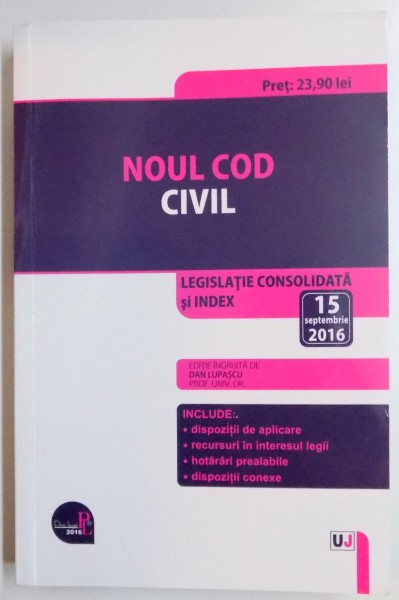 Preț: 23,90 lei
NOUL COD
CIVIL
LEGISLAȚIE CONSOLIDATĂ
și INDEX
15
septembrie
2016
EDIȚIE ÎNGRIJITĂ DE
DAN LUPAȘCU
PROF. UNIV. DR.
INCLUDE:
• dispoziții de aplicare
• recursuri în interesul legii
• hotărâri prealabile
• dispoziții conexe
2016
UJ